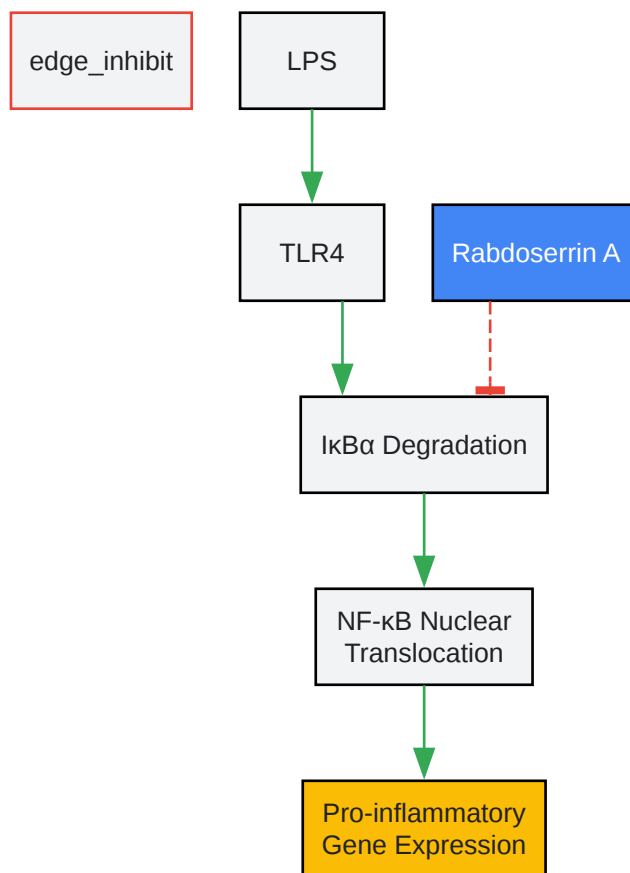 edge_inhibit
LPS
TLR4
Rabdoserrin A
IκBα Degradation
NF-κB Nuclear
Translocation
Pro-inflammatory
Gene Expression